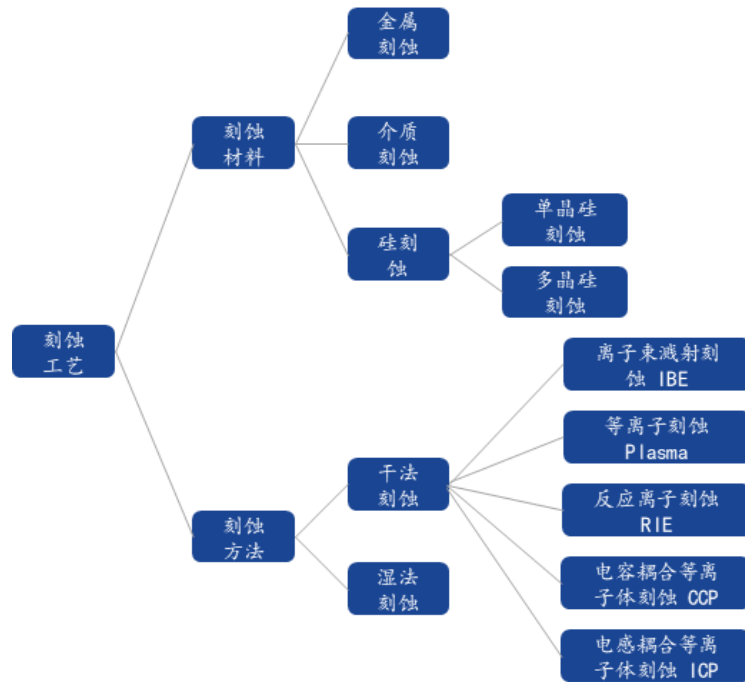 金属
刻蚀
刻蚀
材料
介质
刻蚀
硅刻
蚀
单晶硅
刻蚀
多晶硅
刻蚀
刻蚀
工艺
离子束溅射刻
蚀 IBE
等离子刻蚀
Plasma
干法
刻蚀
反应离子刻蚀
RIE
刻蚀
方法
湿法
刻蚀
电容耦合等离
子体刻蚀 CCP
电感耦合等离
子体刻蚀 ICP